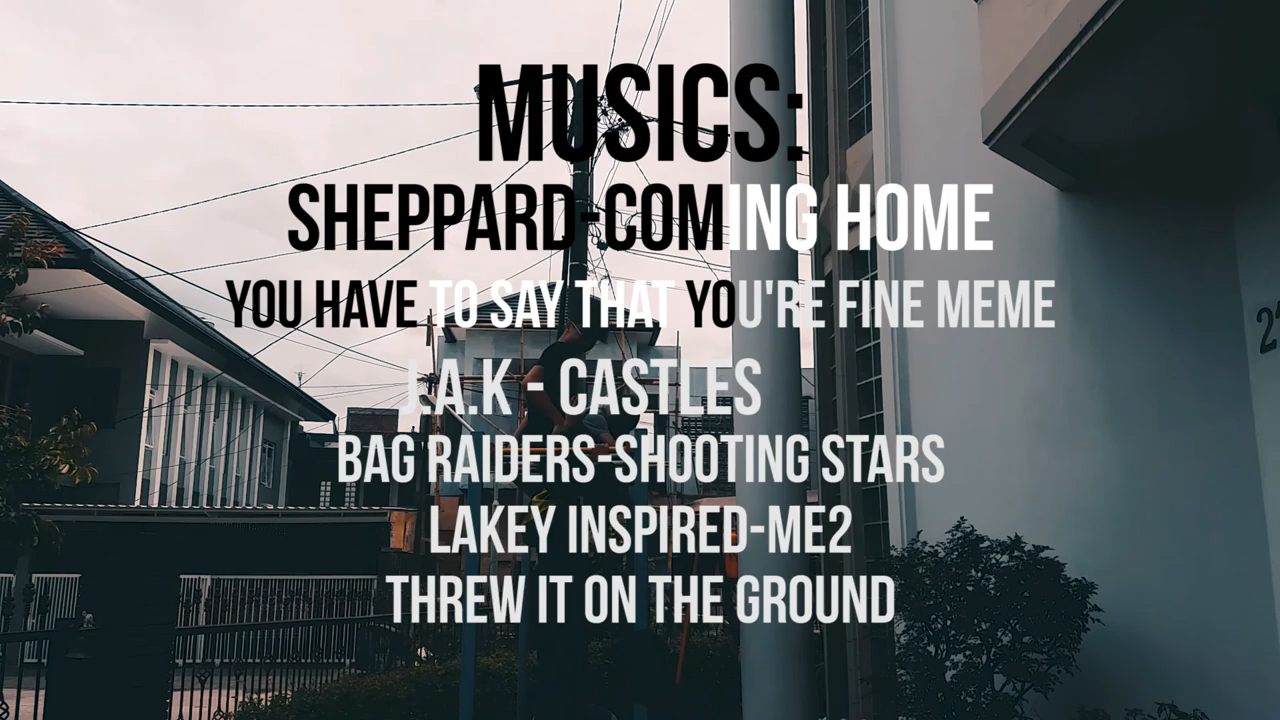 MUSICS:
SHEPPARD-COMING HOME
YOU HAVE TO SAY THAT YOU'RE FINE MEME
J.A.K - CASTLES
BAG RAIDERS-SHOOTING STARS
LAKEY INSPIRED-ME2
THREW IT ON THE GROUND